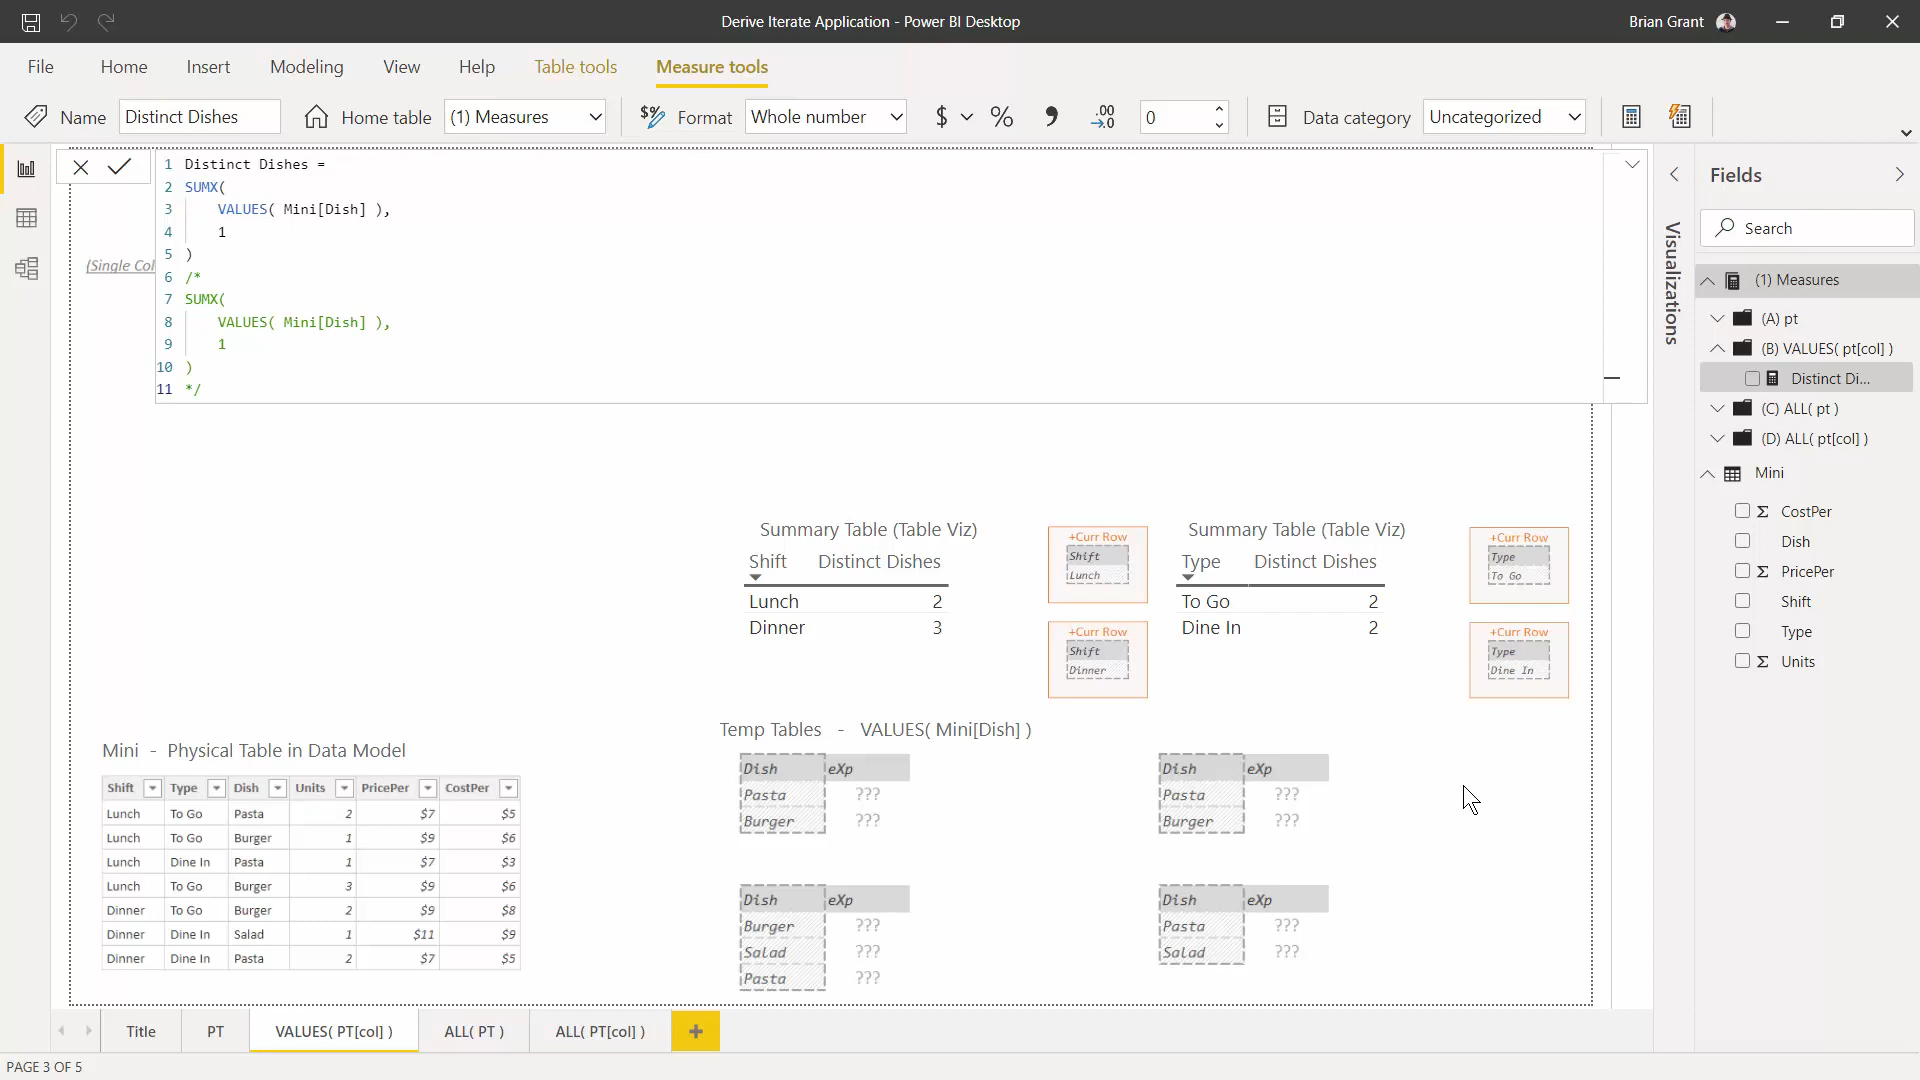 Derive Iterate Application - Power BI Desktop
Brian Grant
File Home Insert Modeling View Help Table tools Measure tools
Name Distinct Dishes Home table (1) Measures Format Whole number $ % 0 Data category Uncategorized
1 Distinct Dishes =
2 SUMX(
3 VALUES( Mini[Dish] ),
4 1
5 )
6 /*
7 SUMX(
8 VALUES( Mini[Dish] ),
9 1
10 )
11 */
(Single Col
Visualizations
Fields
Search
(1) Measures
(A) pt
(B) VALUES( pt[col] )
Distinct Di...
(C) ALL( pt )
(D) ALL( pt[col] )
Mini
CostPer
Dish
PricePer
Shift
Type
Units
Summary Table (Table Viz)
Shift Distinct Dishes
Lunch 2
Dinner 3
+Curr Row
Shift
Lunch
+Curr Row
Shift
Dinner
Summary Table (Table Viz)
Type Distinct Dishes
To Go 2
Dine In 2
+Curr Row
Type
To Go
+Curr Row
Type
Dine In
Mini - Physical Table in Data Model
Shift Type Dish Units PricePer CostPer
Lunch To Go Pasta 2 $7 $5
Lunch To Go Burger 1 $9 $6
Lunch Dine In Pasta 1 $7 $3
Lunch To Go Burger 3 $9 $6
Dinner To Go Burger 2 $9 $8
Dinner Dine In Salad 1 $11 $9
Dinner Dine In Pasta 2 $7 $5
Temp Tables - VALUES( Mini[Dish] )
Dish eXp
Pasta ???
Burger ???
Dish eXp
Pasta ???
Burger ???
Dish eXp
Burger ???
Salad ???
Pasta ???
Dish eXp
Pasta ???
Salad ???
Title PT VALUES( PT[col] ) ALL( PT ) ALL( PT[col] ) +
PAGE 3 OF 5